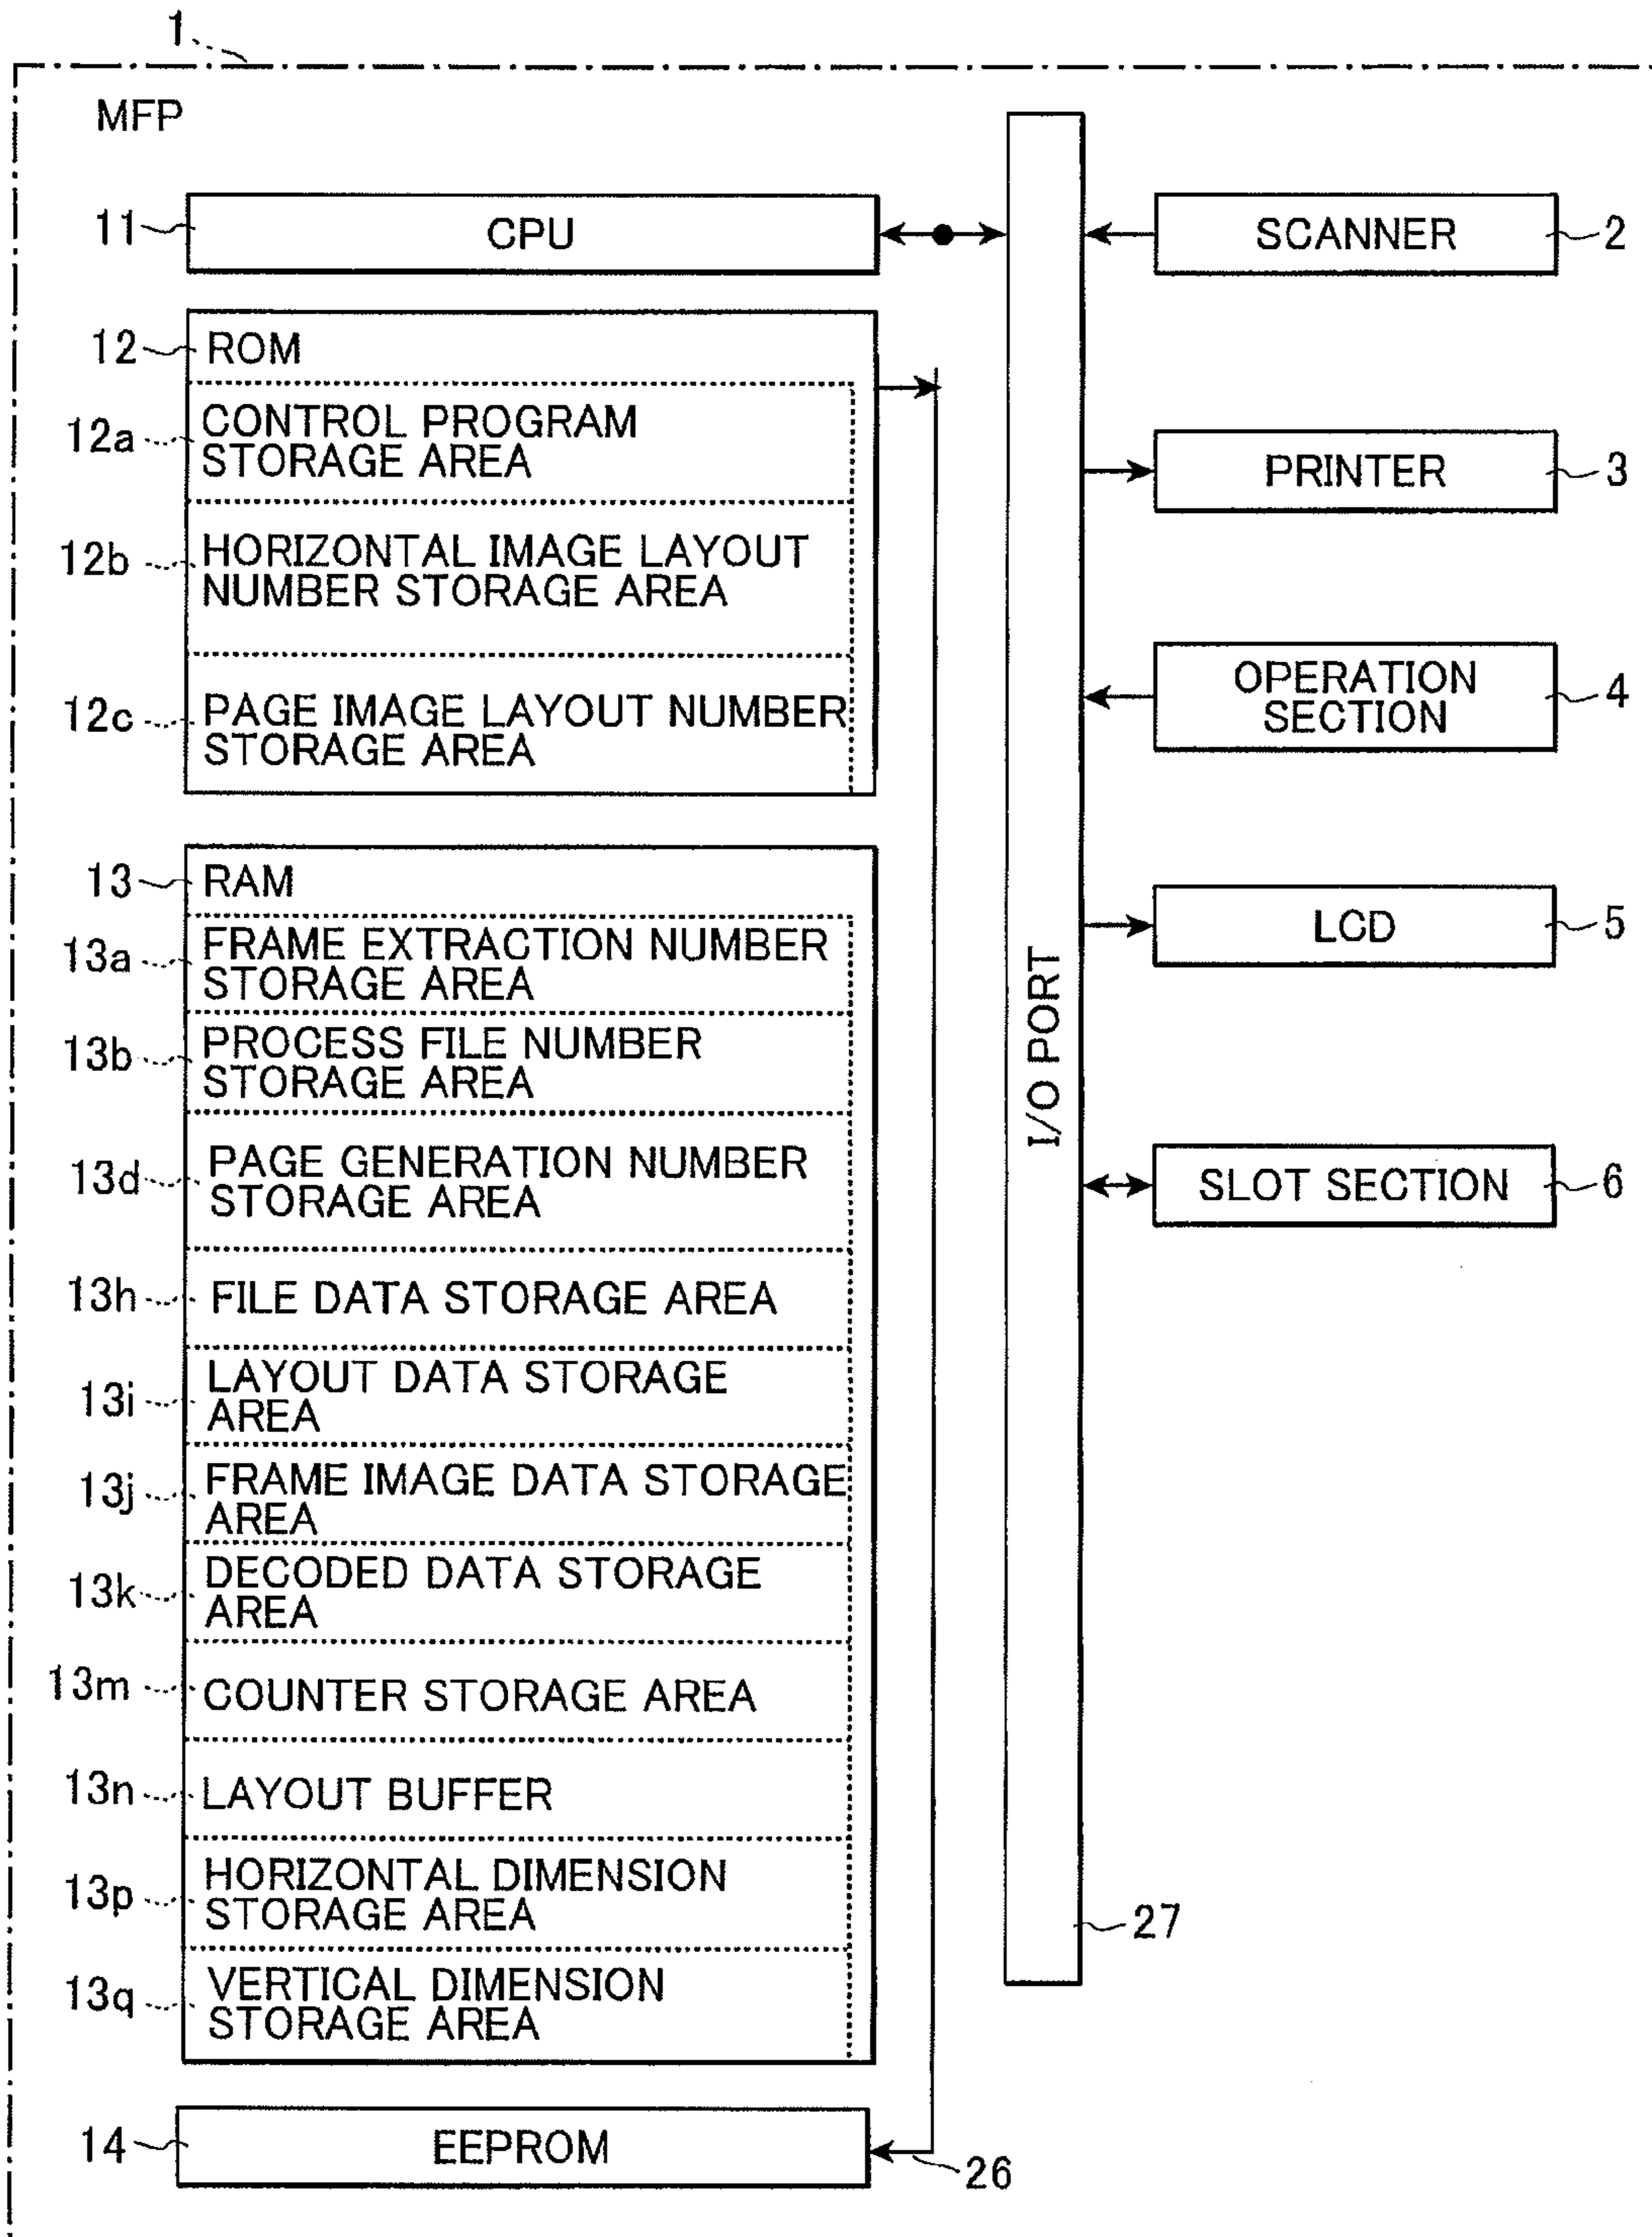 1
MFP
11
CPU
SCANNER
2
12
ROM
12a
CONTROL PROGRAM
STORAGE AREA
PRINTER
3
12b
HORIZONTAL IMAGE LAYOUT
NUMBER STORAGE AREA
OPERATION
SECTION
4
12c
PAGE IMAGE LAYOUT NUMBER
STORAGE AREA
13
RAM
LCD
5
13a
FRAME EXTRACTION NUMBER
STORAGE AREA
I/O PORT
13b
PROCESS FILE NUMBER
STORAGE AREA
13d
PAGE GENERATION NUMBER
STORAGE AREA
SLOT SECTION
6
13h
FILE DATA STORAGE AREA
13i
LAYOUT DATA STORAGE
AREA
13j
FRAME IMAGE DATA STORAGE
AREA
13k
DECODED DATA STORAGE
AREA
13m
COUNTER STORAGE AREA
13n
LAYOUT BUFFER
13p
HORIZONTAL DIMENSION
STORAGE AREA
27
13q
VERTICAL DIMENSION
STORAGE AREA
14
EEPROM
26